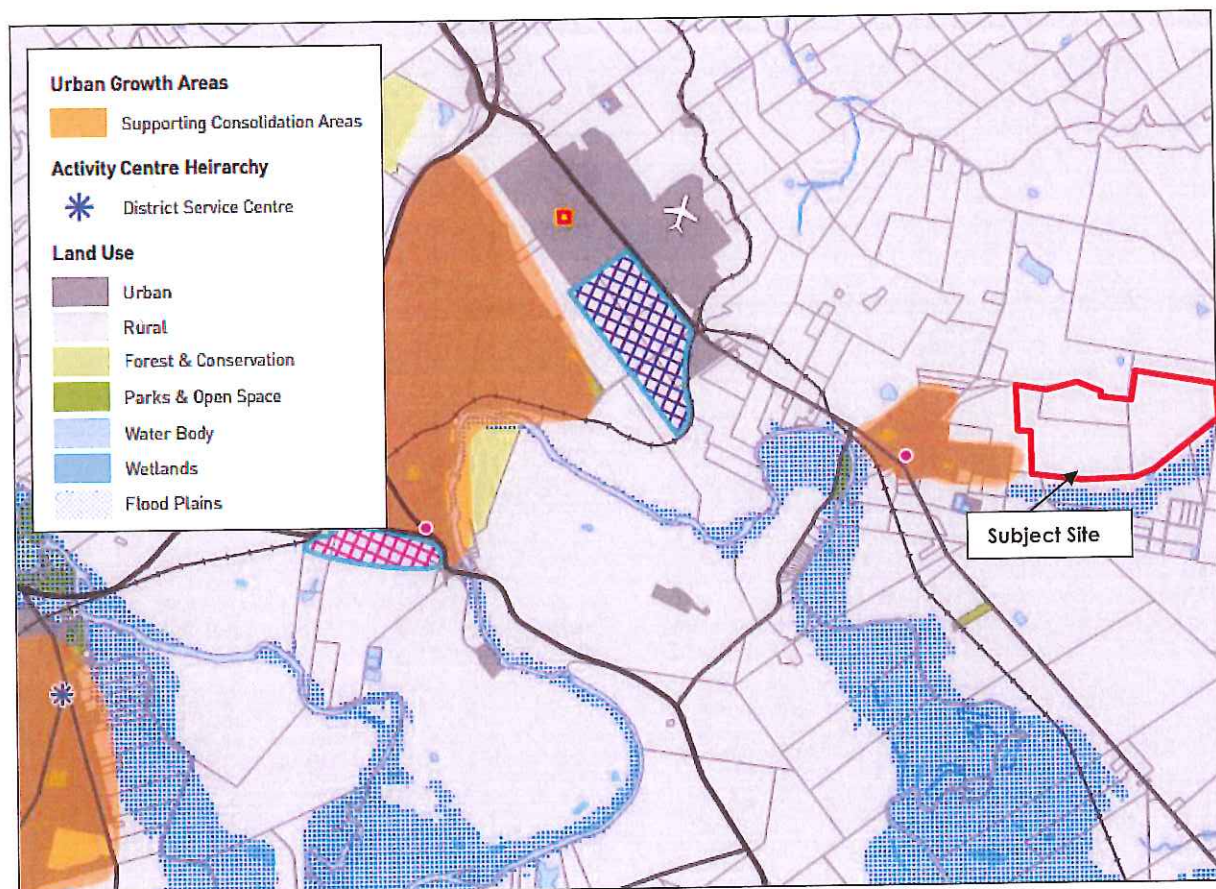 Urban Growth Areas
Supporting Consolidation Areas
Activity Centre Heirarchy
District Service Centre
Land Use
Urban
Rural
Forest & Conservation
Parks & Open Space
Water Body
Wetlands
Flood Plains
Subject Site